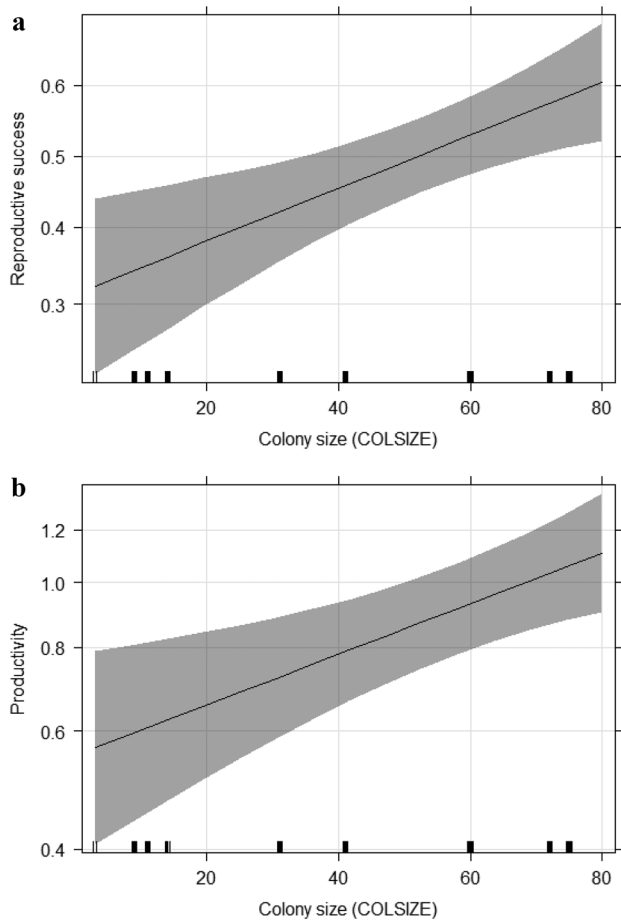 a
Reproductive success
0.6
0.5
0.4
0.3
20 40 60 80
Colony size (COLSIZE)
b
Productivity
1.2
1.0
0.8
0.6
0.4
20 40 60 80
Colony size (COLSIZE)